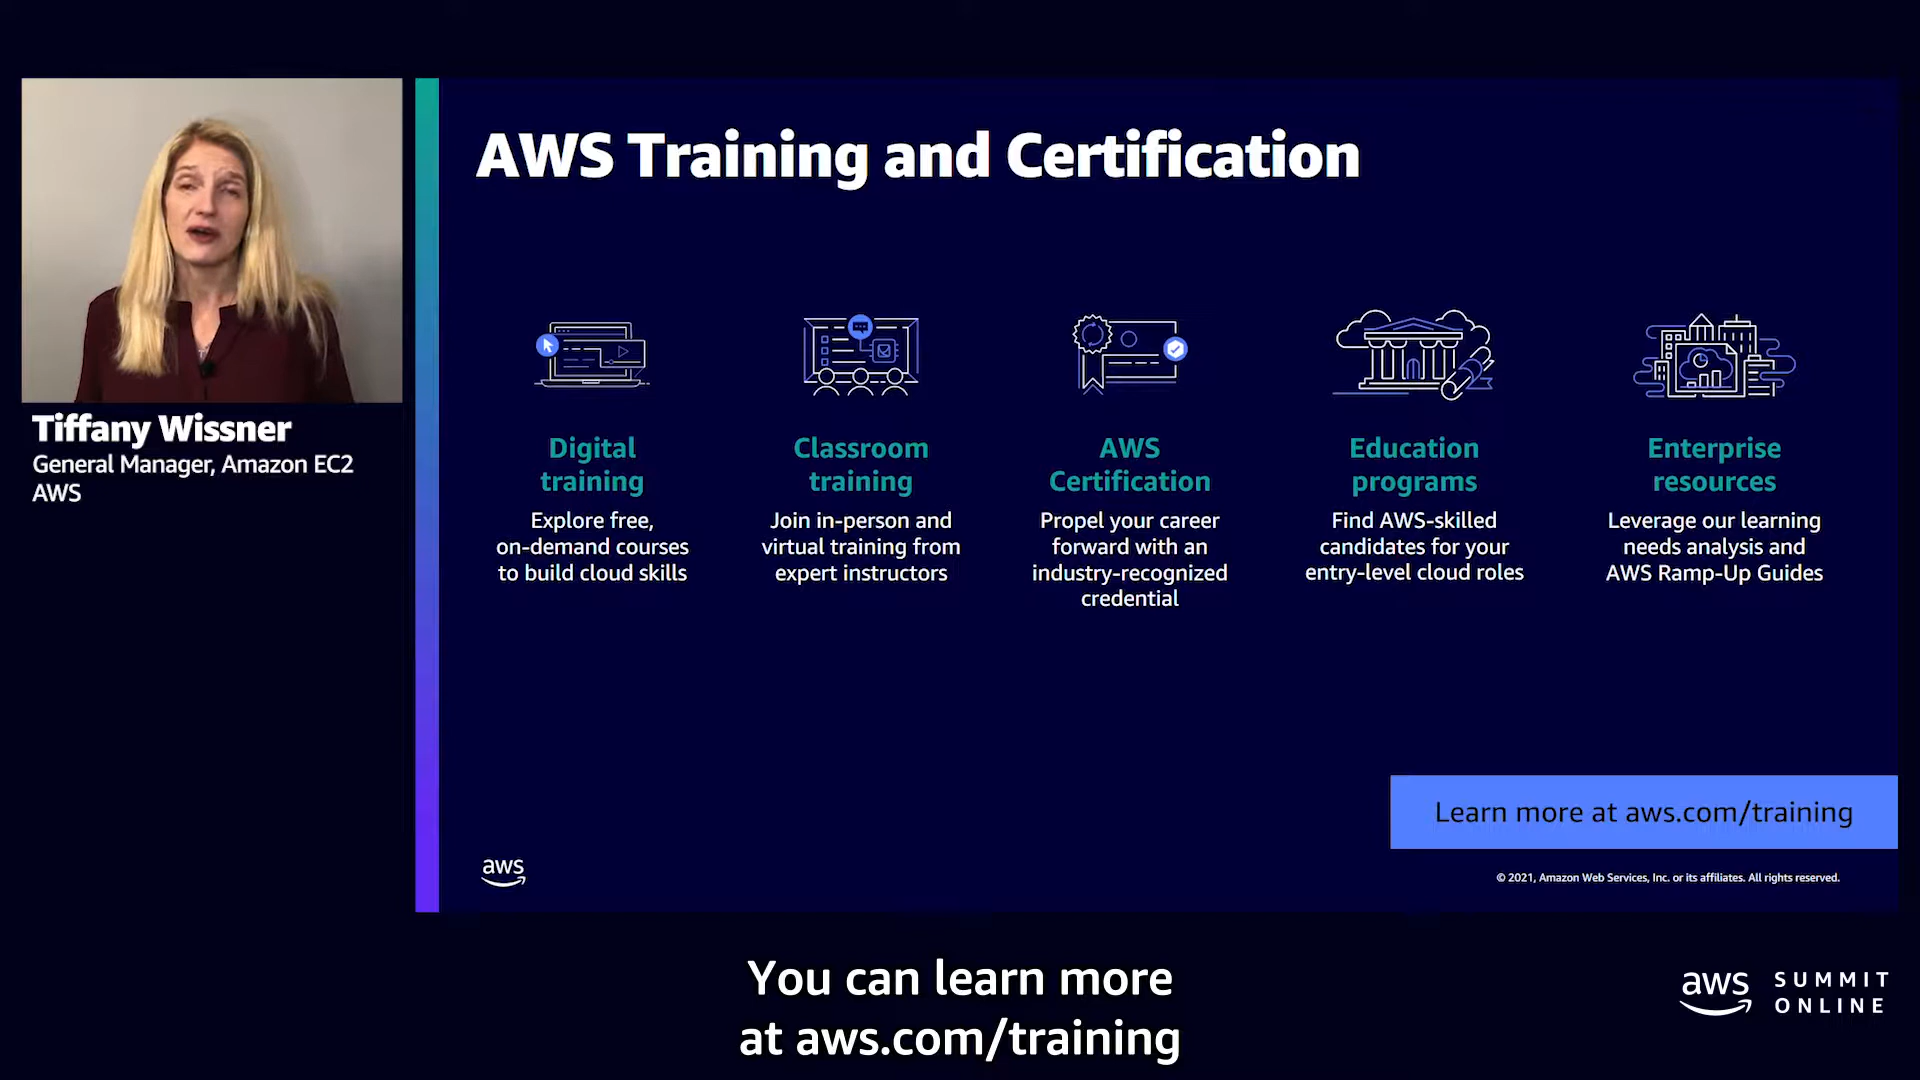 Tiffany Wissner
General Manager, Amazon EC2
AWS
AWS Training and Certification
Digital
training
Explore free,
on-demand courses
to build cloud skills
Classroom
training
Join in-person and
virtual training from
expert instructors
AWS
Certification
Propel your career
forward with an
industry-recognized
credential
Education
programs
Find AWS-skilled
candidates for your
entry-level cloud roles
Enterprise
resources
Leverage our learning
needs analysis and
AWS Ramp-Up Guides
Learn more at aws.com/training
aws
© 2021, Amazon Web Services, Inc. or its affiliates. All rights reserved.
You can learn more
at aws.com/training
aws
SUMMIT
ONLINE